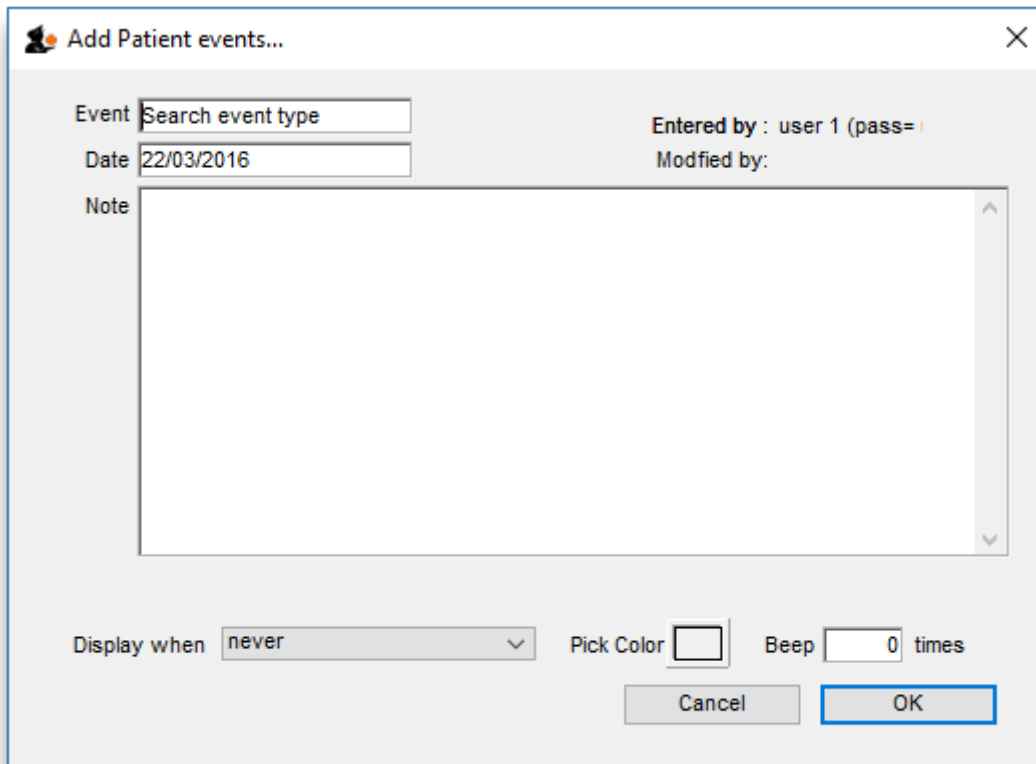 Add Patient events...
Event Search event type
Entered by : user 1 (pass=
Date 22/03/2016
Modfied by:
Note
Display when never
Pick Color
Beep 0 times
Cancel
OK